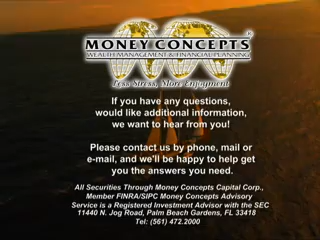 MONEY CONCEPTS®
WEALTH MANAGEMENT & FINANCIAL PLANNING
Less Stress, More Enjoyment
If you have any questions,
would like additional information,
we want to hear from you!
Please contact us by phone, mail or
e-mail, and we'll be happy to help get
you the answers you need.
All Securities Through Money Concepts Capital Corp.,
Member FINRA/SIPC Money Concepts Advisory
Service is a Registered Investment Advisor with the SEC
11440 N. Jog Road, Palm Beach Gardens, FL 33418
Tel: (561) 472.2000